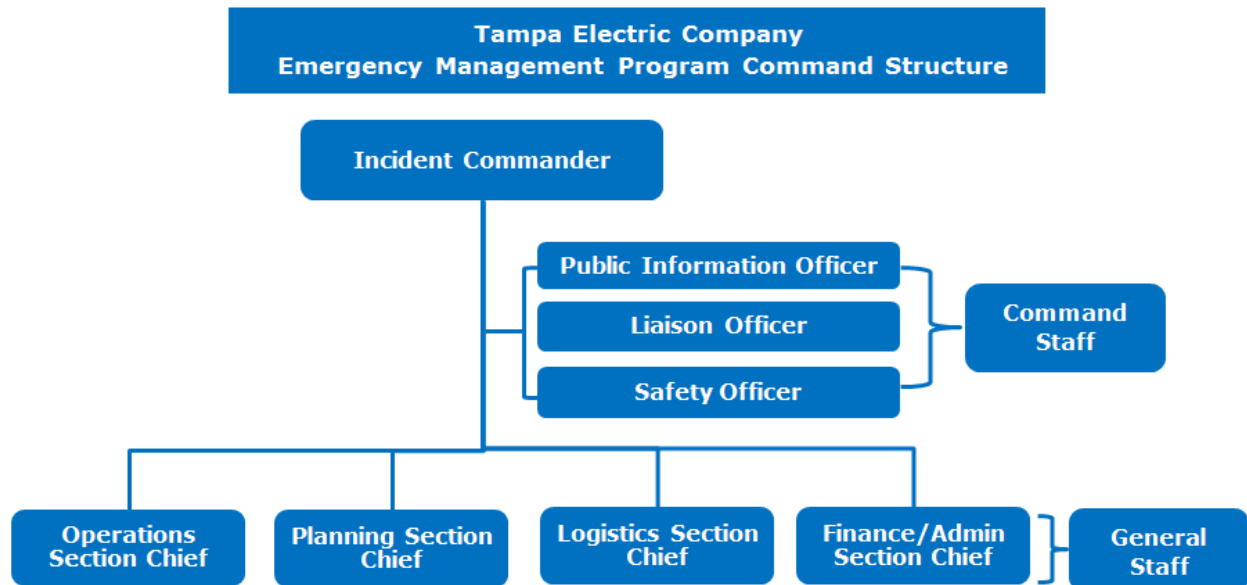 Tampa Electric Company
Emergency Management Program Command Structure
Incident Commander
Public Information Officer
Liaison Officer
Safety Officer
Command
Staff
Operations
Section Chief
Planning Section
Chief
Logistics Section
Chief
Finance/Admin
Section Chief
General
Staff